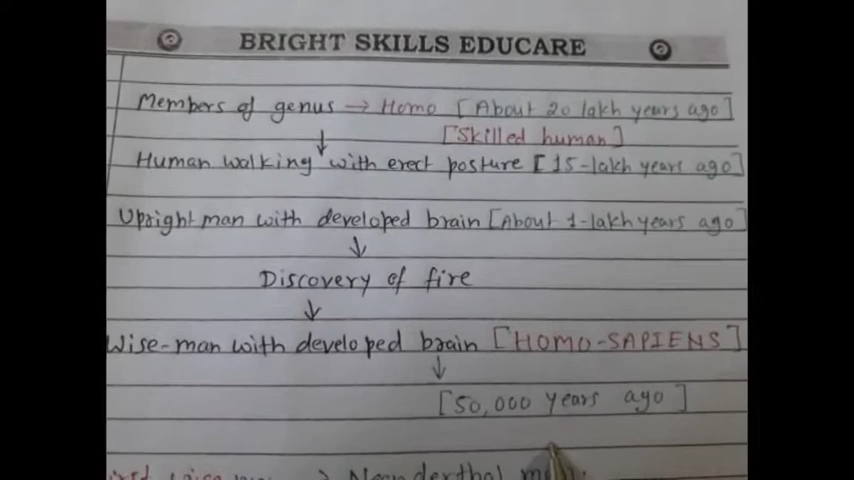 BRIGHT SKILLS EDUCARE
Members of genus → Homo [About 20 lakh years ago]
[Skilled human]
↓
Human walking with erect posture [15-lakh years ago]
Upright man with developed brain [About 1-lakh years ago]
↓
Discovery of fire
↓
Wise-man with developed brain [HOMO-SAPIENS]
↓
[50,000 years ago]
→ Neanderthal